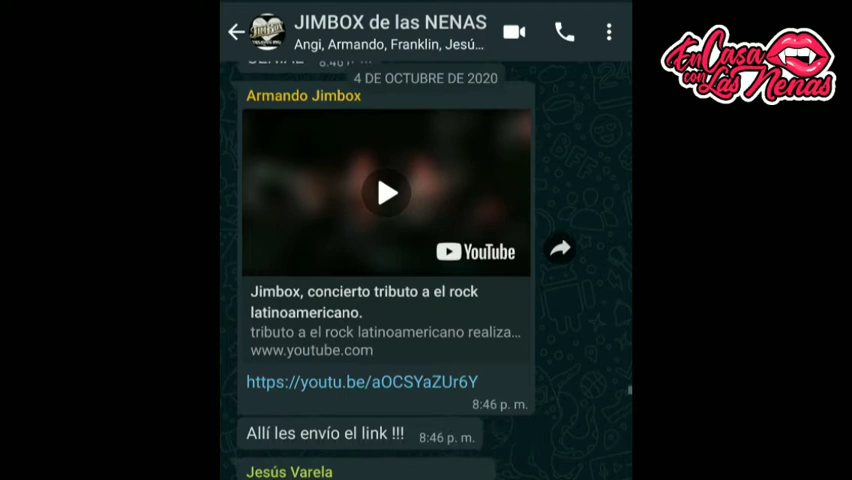 JIMBOX de las NENAS
Angi, Armando, Franklin, Jesú...
En Casa
con Las Nenas
4 DE OCTUBRE DE 2020
Armando Jimbox
YouTube
Jimbox, concierto tributo a el rock
latinoamericano.
tributo a el rock latinoamericano realiza...
www.youtube.com
https://youtu.be/aOCSYaZUr6Y
8:46 p. m.
Allí les envío el link !!! 8:46 p. m.
Jesús Varela